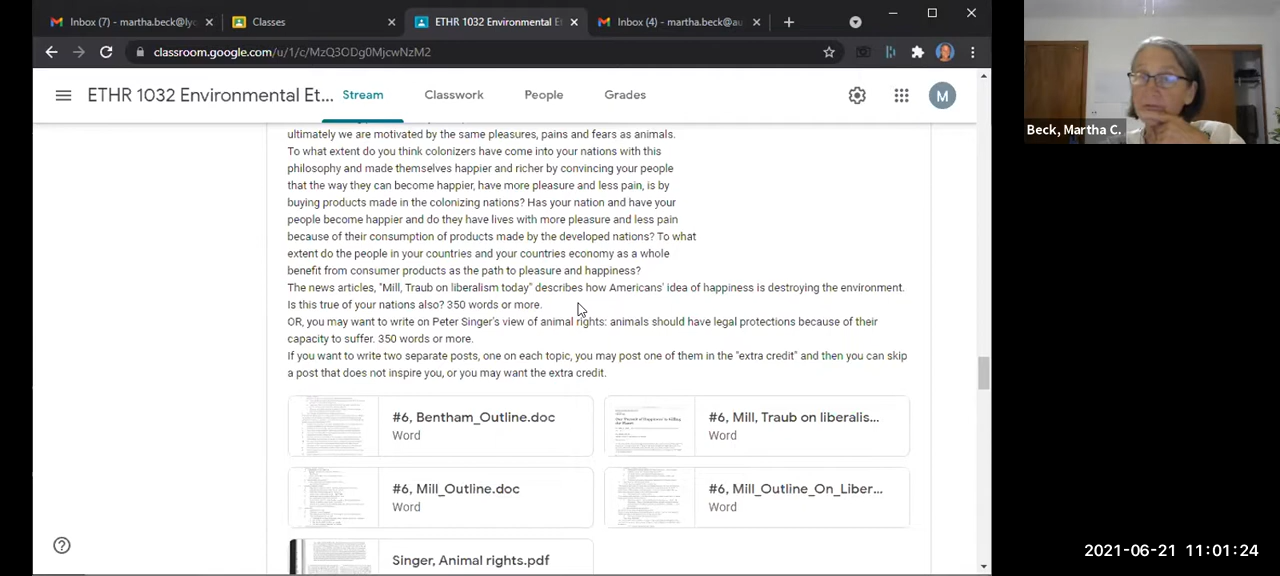 Inbox (7) - martha.beck@ly
Classes
ETHR 1032 Environmental E
Inbox (4) - martha.beck@au
classroom.google.com/u/1/c/MzQ3ODg0MjcwNzM2
ETHR 1032 Environmental Et...
Stream
Classwork
People
Grades
M
ultimately we are motivated by the same pleasures, pains and fears as animals.
To what extent do you think colonizers have come into your nations with this
philosophy and made themselves happier and richer by convincing your people
that the way they can become happier, have more pleasure and less pain, is by
buying products made in the colonizing nations? Has your nation and have your
people become happier and do they have lives with more pleasure and less pain
because of their consumption of products made by the developed nations? To what
extent do the people in your countries and your countries economy as a whole
benefit from consumer products as the path to pleasure and happiness?
The news articles, "Mill, Traub on liberalism today" describes how Americans' idea of happiness is destroying the environment.
Is this true of your nations also? 350 words or more.
OR, you may want to write on Peter Singer's view of animal rights: animals should have legal protections because of their
capacity to suffer. 350 words or more.
If you want to write two separate posts, one on each topic, you may post one of them in the "extra credit" and then you can skip
a post that does not inspire you, or you may want the extra credit.
#6, Bentham_Outline.doc
Word
#6, Mill,Traub on liberalis...
Word
#6. Mill_Outline.doc
Word
#6, Mill,Outline_On_Liber...
Word
Singer, Animal rights.pdf
Beck, Martha C.
2021-06-21 11:01:24